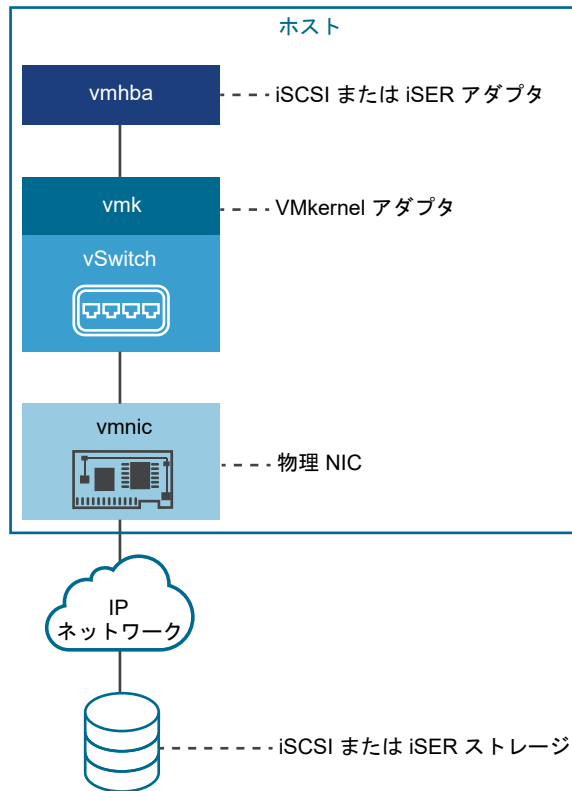 ホスト
vmhba
iSCSI または iSER アダプタ
vmk
VMkernel アダプタ
vSwitch
vmnic
物理 NIC
IP
ネットワーク
iSCSI または iSER ストレージ